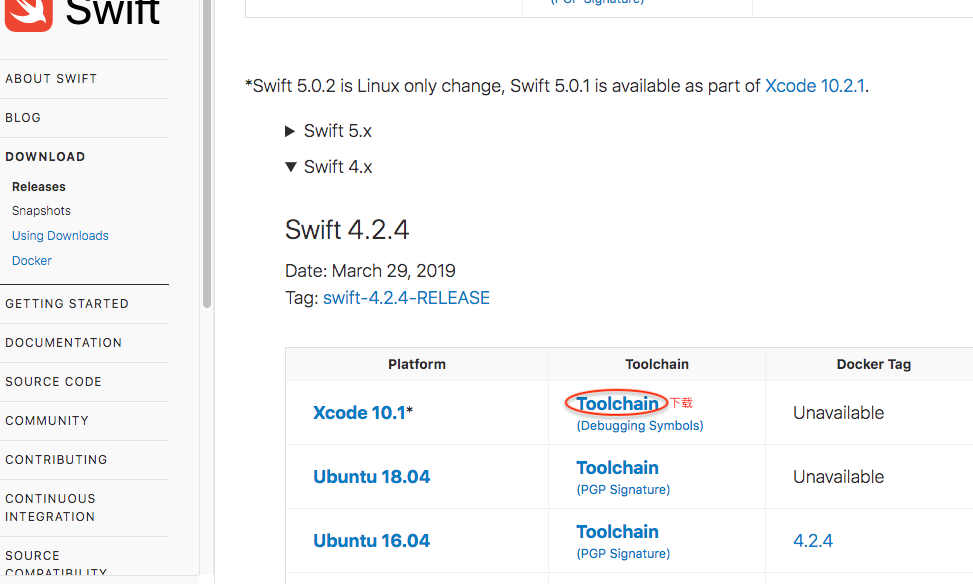 Swift
ABOUT SWIFT
BLOG
DOWNLOAD
Releases
Snapshots
Using Downloads
Docker
GETTING STARTED
DOCUMENTATION
SOURCE CODE
COMMUNITY
CONTRIBUTING
CONTINUOUS
INTEGRATION
SOURCE
COMPATIBILITY
(PGP Signature)
*Swift 5.0.2 is Linux only change, Swift 5.0.1 is available as part of Xcode 10.2.1.
▶ Swift 5.x
▼ Swift 4.x
Swift 4.2.4
Date: March 29, 2019
Tag: swift-4.2.4-RELEASE
Platform Toolchain Docker Tag
Xcode 10.1* Toolchain 下载 Unavailable
(Debugging Symbols)
Ubuntu 18.04 Toolchain Unavailable
(PGP Signature)
Ubuntu 16.04 Toolchain 4.2.4
(PGP Signature)